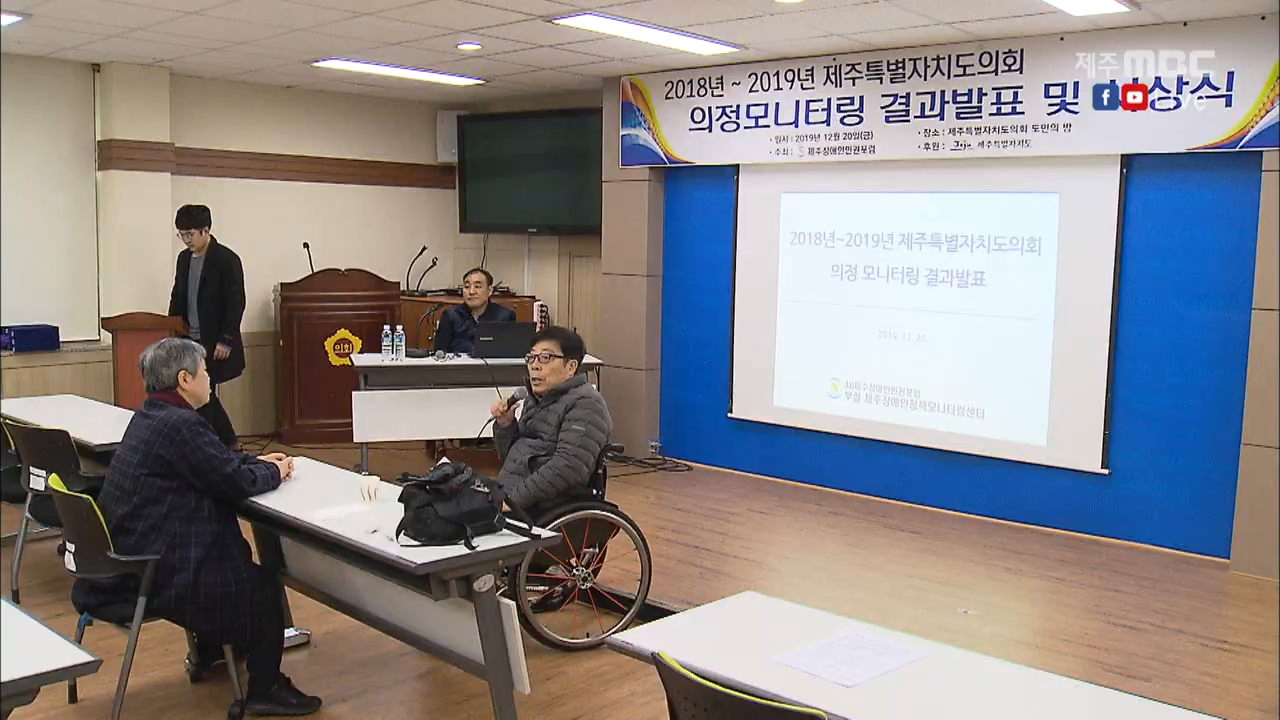 2018년 ~ 2019년 제주특별자치도의회
제주MBC
의정모니터링 결과발표 및 상식
Live
• 일시 : 2019년 12월 20일(금)
• 장소 : 제주특별자치도의회 도민의 방
• 주최 : 제주장애인인권포럼
• 후원 : Jeju 제주특별자치도
2018년~2019년 제주특별자치도의회
의정 모니터링 결과발표
2019. 12. 20.
(사)제주장애인인권포럼
부설 제주장애인정책모니터링센터
의회